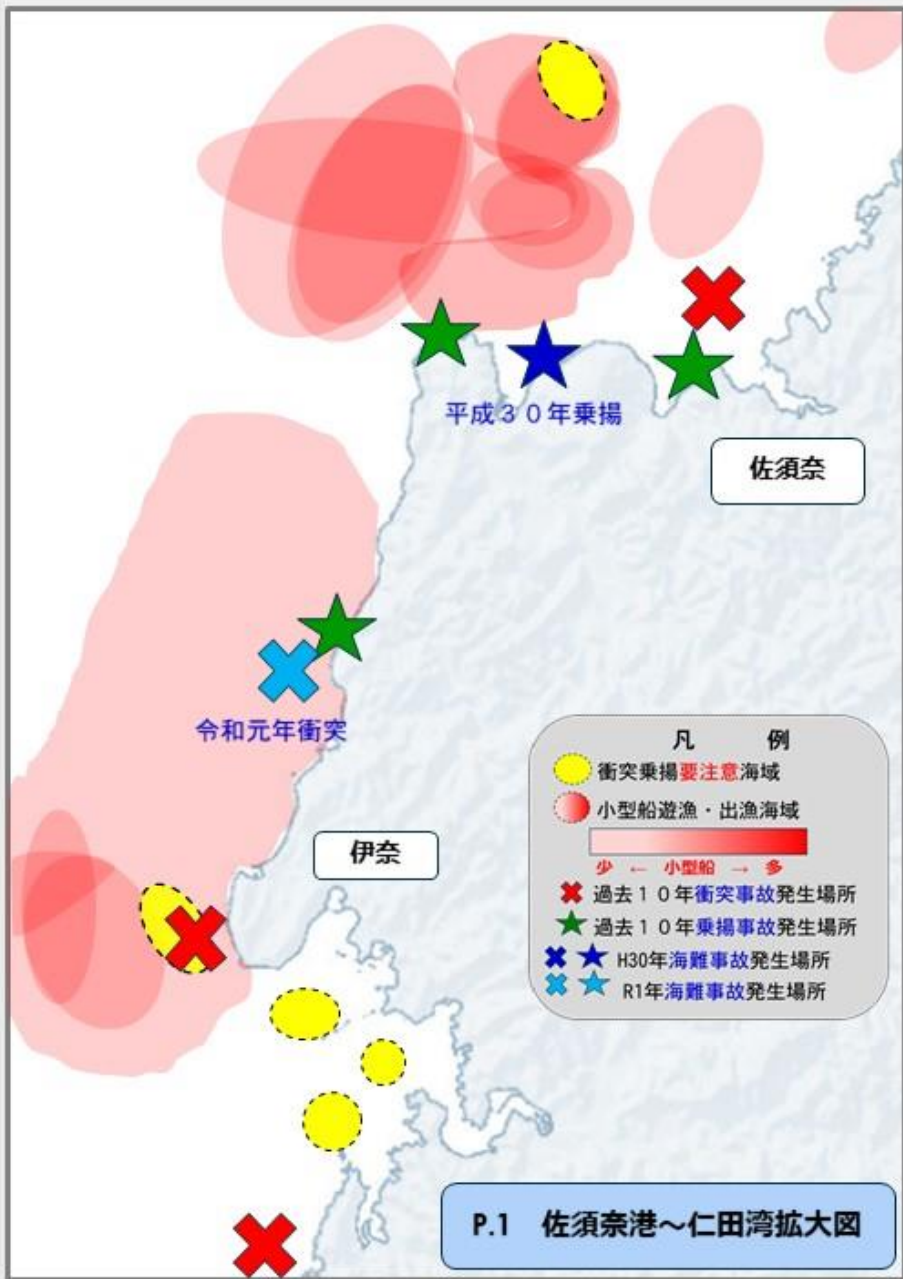 平成３０年乗揚
佐須奈
令和元年衝突
伊奈
凡 例
衝突乗揚要注意海域
小型船遊漁・出漁海域
少 ← 小型船 → 多
過去１０年衝突事故発生場所
過去１０年乗揚事故発生場所
H30年海難事故発生場所
R1年海難事故発生場所
P.1 佐須奈港～仁田湾拡大図